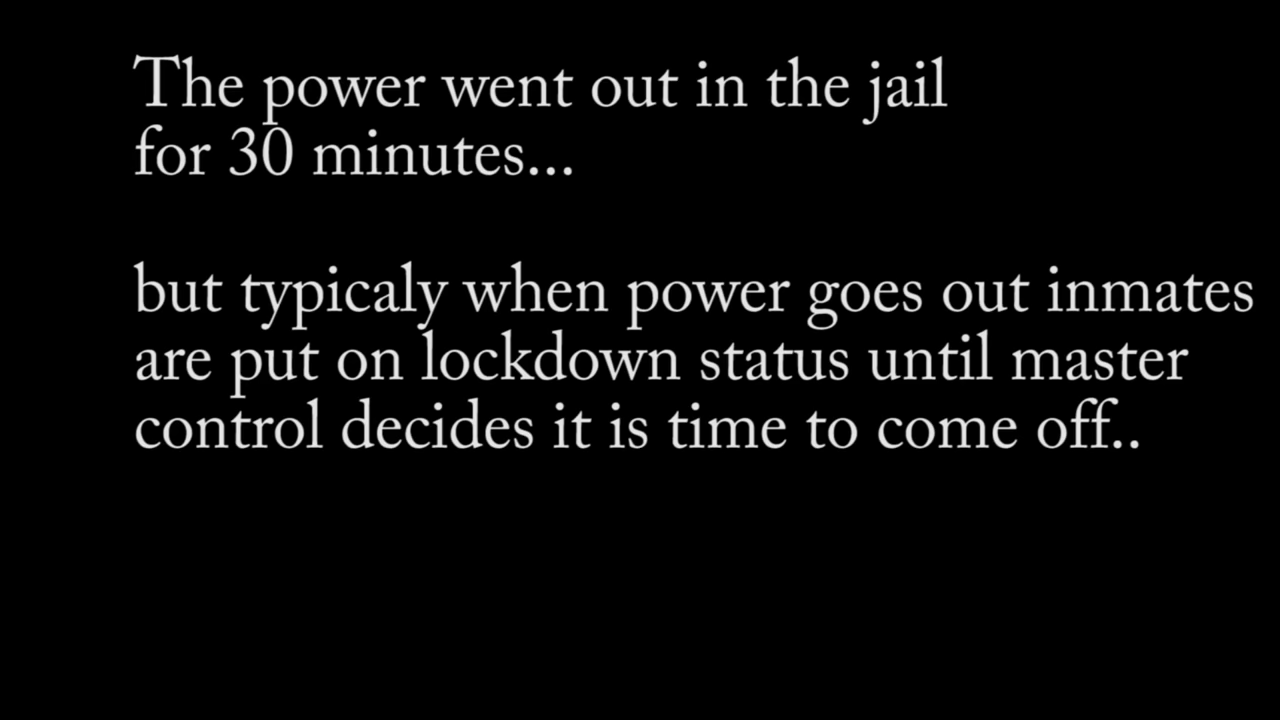 The power went out in the jail
for 30 minutes...
but typicaly when power goes out inmates
are put on lockdown status until master
control decides it is time to come off..